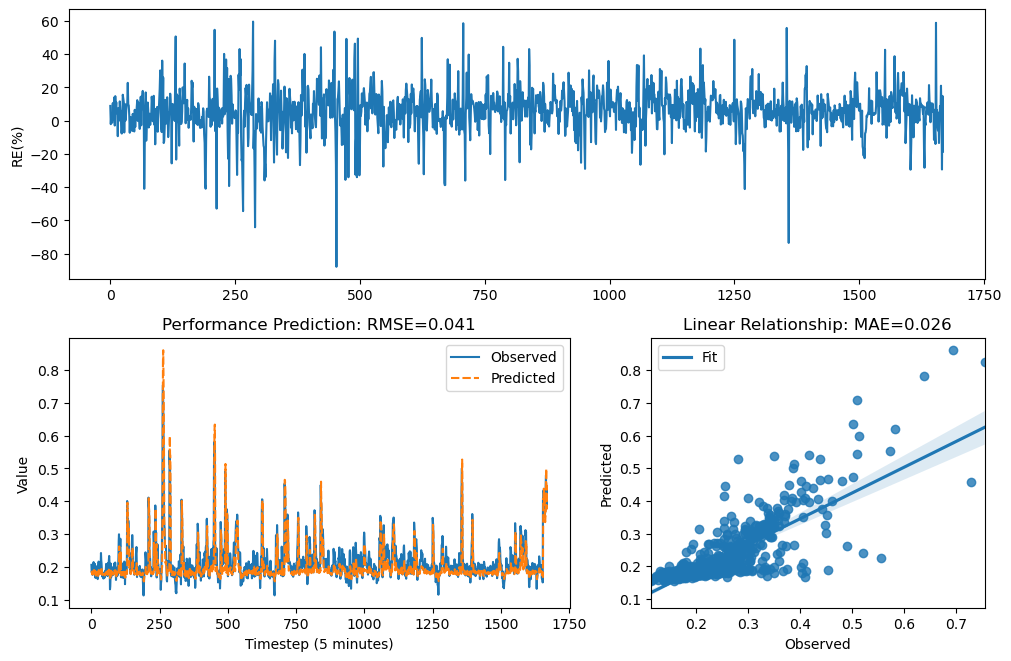 RE(%)
60
40
20
0
−20
−40
−60
−80
0 250 500 750 1000 1250 1500 1750
Performance Prediction: RMSE=0.041
Value
0.8
0.7
0.6
0.5
0.4
0.3
0.2
0.1
Observed
Predicted
0 250 500 750 1000 1250 1500 1750
Timestep (5 minutes)
Linear Relationship: MAE=0.026
Predicted
0.8
0.7
0.6
0.5
0.4
0.3
0.2
0.1
Fit
0.2 0.3 0.4 0.5 0.6 0.7
Observed